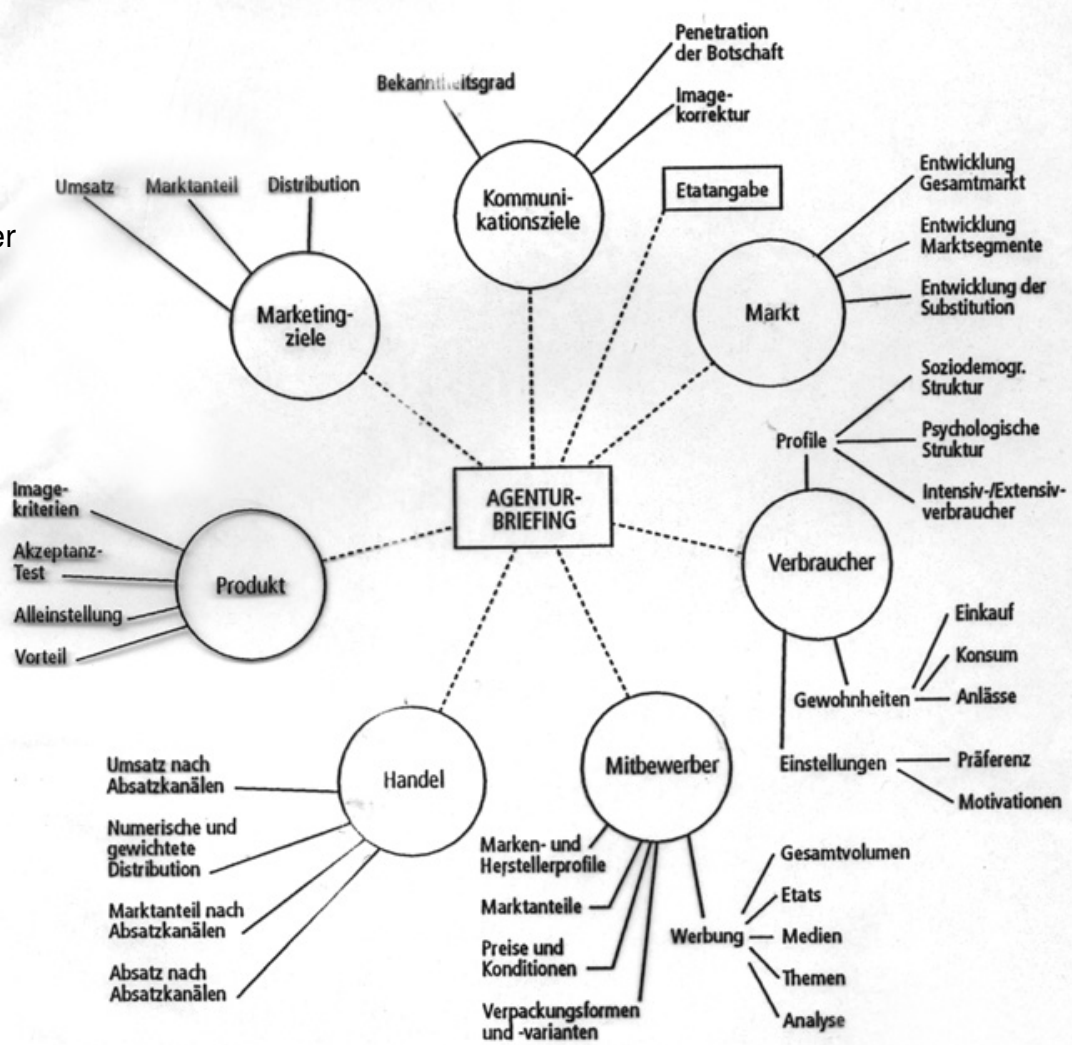 Penetration
der Botschaft
Bekanntheitsgrad
Image-
korrektur
Kommuni-
kationsziele
Etatangabe
Entwicklung
Gesamtmarkt
Entwicklung
Marktsegmente
Entwicklung der
Substitution
Markt
Umsatz
Marktanteil
Distribution
er
Marketing-
ziele
Soziodemogr.
Struktur
Profile
Psychologische
Struktur
Intensiv-/Extensiv-
verbraucher
AGENTUR-
BRIEFING
Verbraucher
Image-
kriterien
Akzeptanz-
Test
Alleinstellung
Vorteil
Produkt
Einkauf
Konsum
Gewohnheiten
Anlässe
Einstellungen
Präferenz
Motivationen
Handel
Umsatz nach
Absatzkanälen
Numerische und
gewichtete
Distribution
Marktanteil nach
Absatzkanälen
Absatz nach
Absatzkanälen
Mitbewerber
Marken- und
Herstellerprofile
Marktanteile
Preise und
Konditionen
Verpackungsformen
und -varianten
Werbung
Gesamtvolumen
Etats
Medien
Themen
Analyse